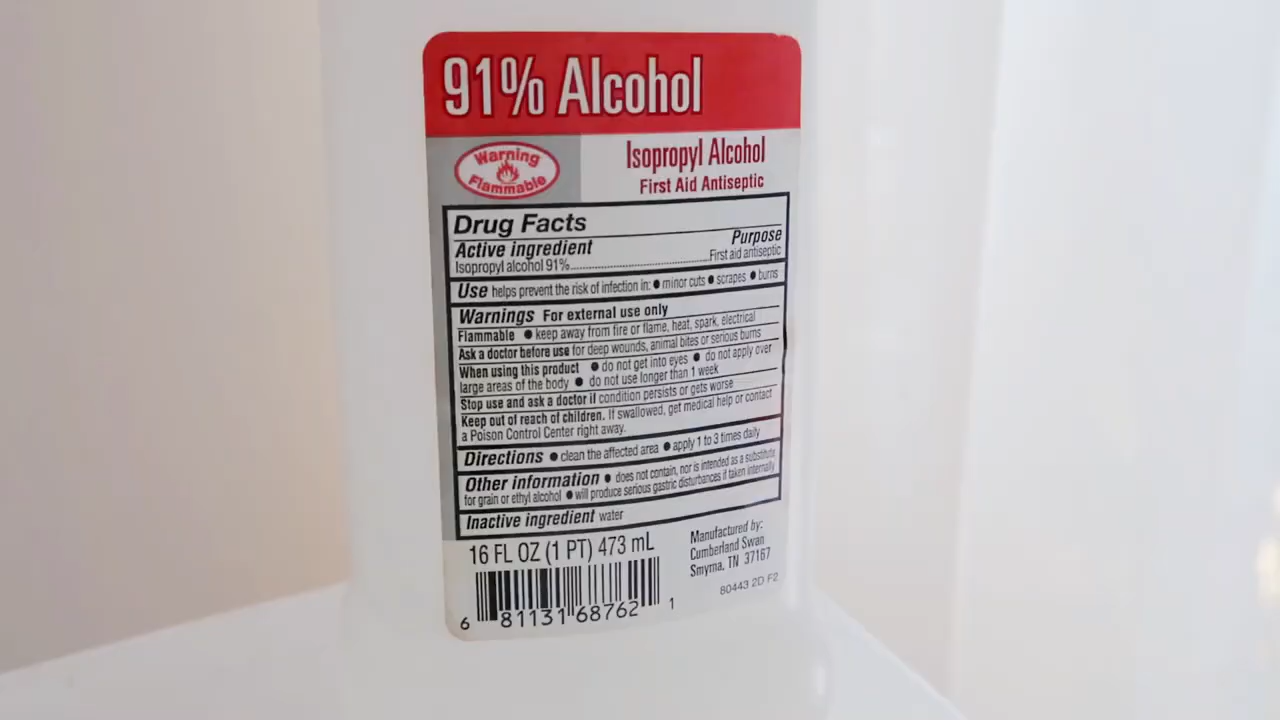 91% Alcohol
Warning
Flammable
Isopropyl Alcohol
First Aid Antiseptic
Drug Facts
Active ingredient Purpose
Isopropyl alcohol 91%..........First aid antiseptic
Use helps prevent the risk of infection in: ● minor cuts ● scrapes ● burns
Warnings For external use only
Flammable ● keep away from fire or flame, heat, spark, electrical
Ask a doctor before use for deep wounds, animal bites or serious burns
When using this product ● do not get into eyes ● do not apply over
large areas of the body ● do not use longer than 1 week
Stop use and ask a doctor if condition persists or gets worse
Keep out of reach of children. If swallowed, get medical help or contact
a Poison Control Center right away.
Directions ● clean the affected area ● apply 1 to 3 times daily
Other information ● does not contain, nor is intended as a substitute
for grain or ethyl alcohol ● will produce serious gastric disturbances if taken internally
Inactive ingredient water
16 FL OZ (1 PT) 473 mL
Manufactured by:
Cumberland Swan
Smyrna, TN 37167
80443 2D F2
6 81131 68762 1